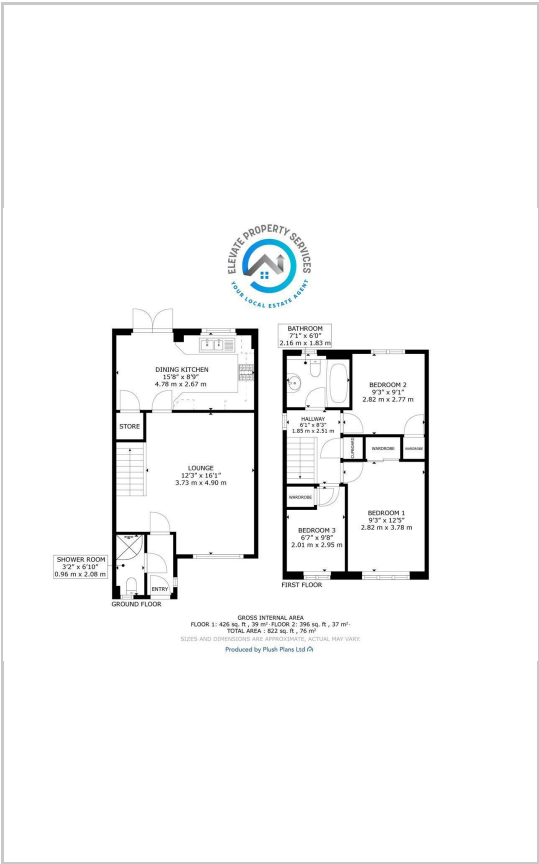 ELEVATE PROPERTY SERVICES
YOUR LOCAL ESTATE AGENT
DINING KITCHEN
15'8" x 8'9"
4.78 m x 2.67 m
STORE
LOUNGE
12'3" x 16'1"
3.73 m x 4.90 m
SHOWER ROOM
3'2" x 6'10"
0.96 m x 2.08 m
ENTRY
GROUND FLOOR
BATHROOM
7'1" x 6'0"
2.16 m x 1.83 m
BEDROOM 2
9'3" x 9'1"
2.82 m x 2.77 m
HALLWAY
6'1" x 8'3"
1.85 m x 2.51 m
CUPBOARD
WARDROBE
WARDROBE
WARDROBE
BEDROOM 1
9'3" x 12'5"
2.82 m x 3.78 m
BEDROOM 3
6'7" x 9'8"
2.01 m x 2.95 m
FIRST FLOOR
GROSS INTERNAL AREA
FLOOR 1: 426 sq. ft , 39 m² · FLOOR 2: 396 sq. ft , 37 m² ·
TOTAL AREA : 822 sq. ft , 76 m²
SIZES AND DIMENSIONS ARE APPROXIMATE, ACTUAL MAY VARY.
Produced by Plush Plans Ltd